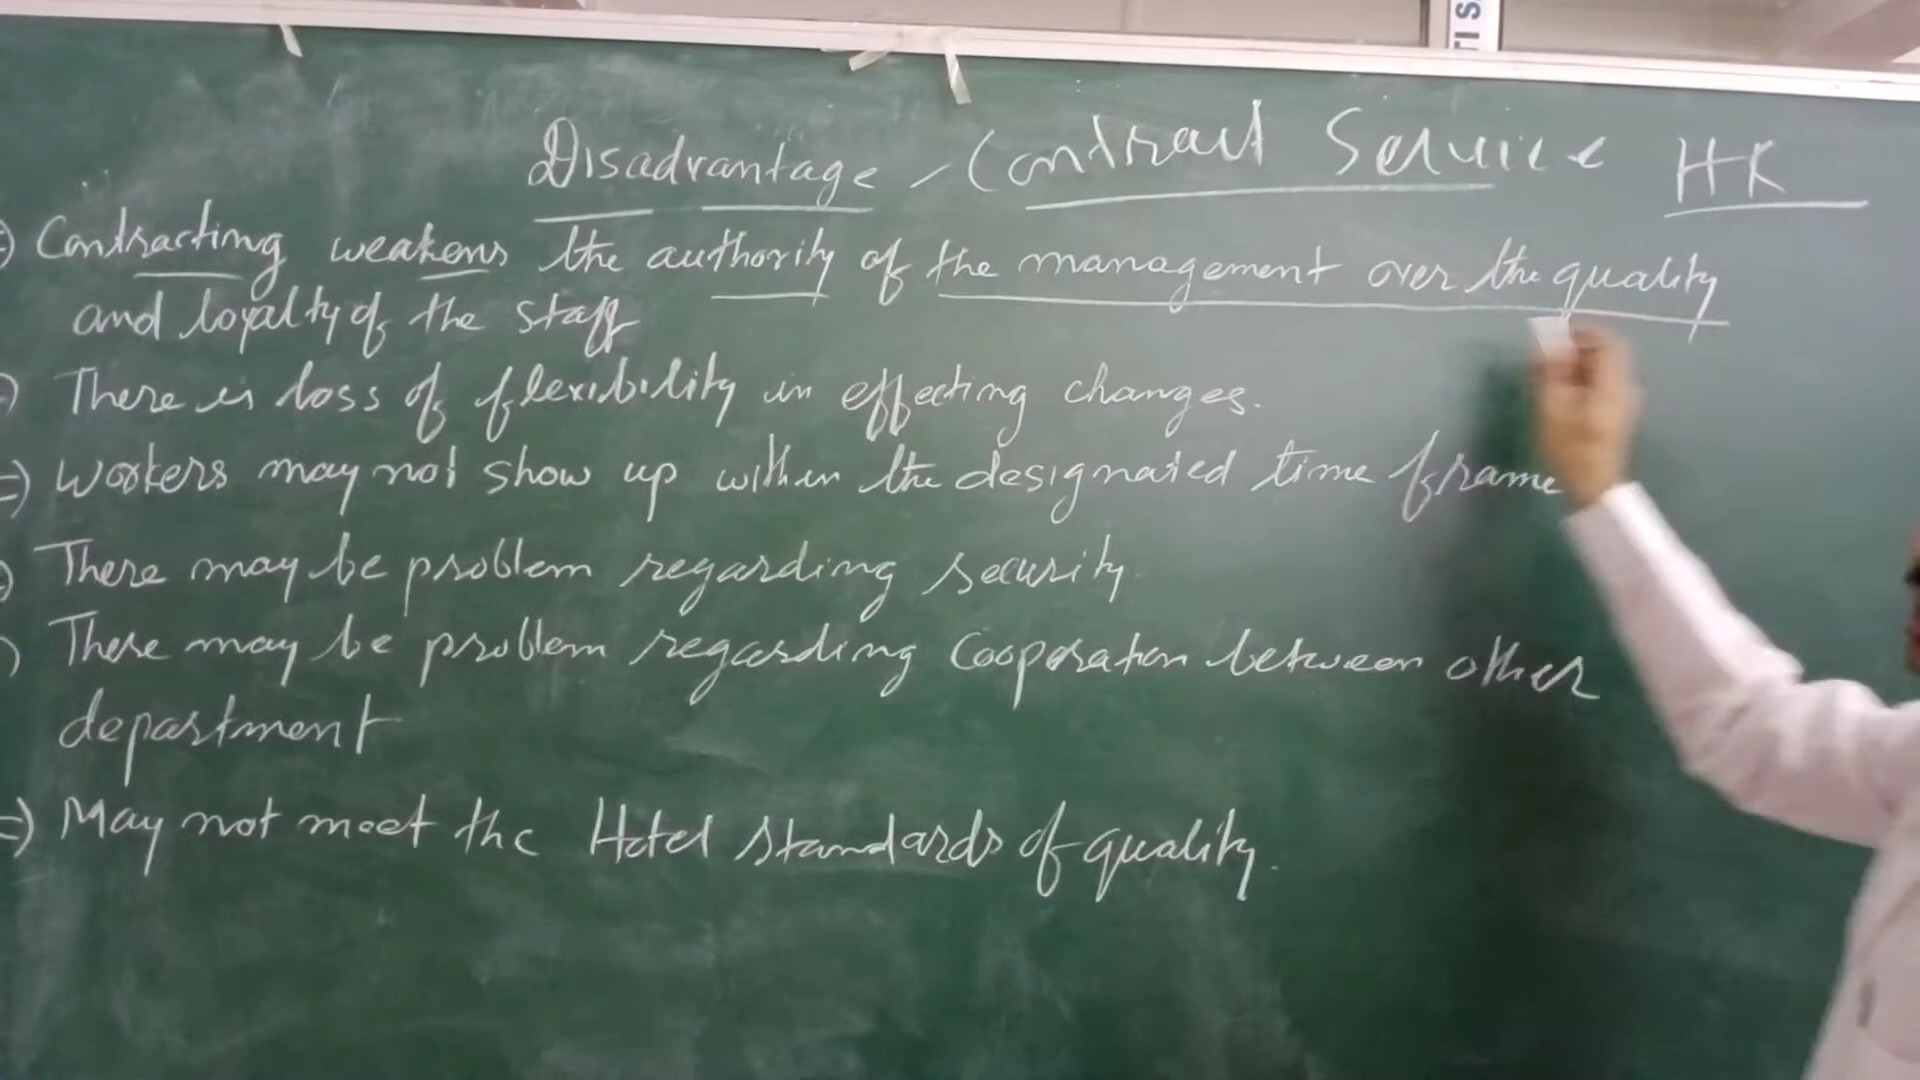 TI S
Disadvantage - Contract Service HK
=) Contracting weakens the authority of the management over the quality
and loyalty of the staff
=) There is loss of flexibility in effecting changes.
=) Workers may not show up within the designated time frame
=) There may be problem regarding security.
=) There may be problem regarding Cooperation between other
department
=) May not meet the Hotel standards of quality.